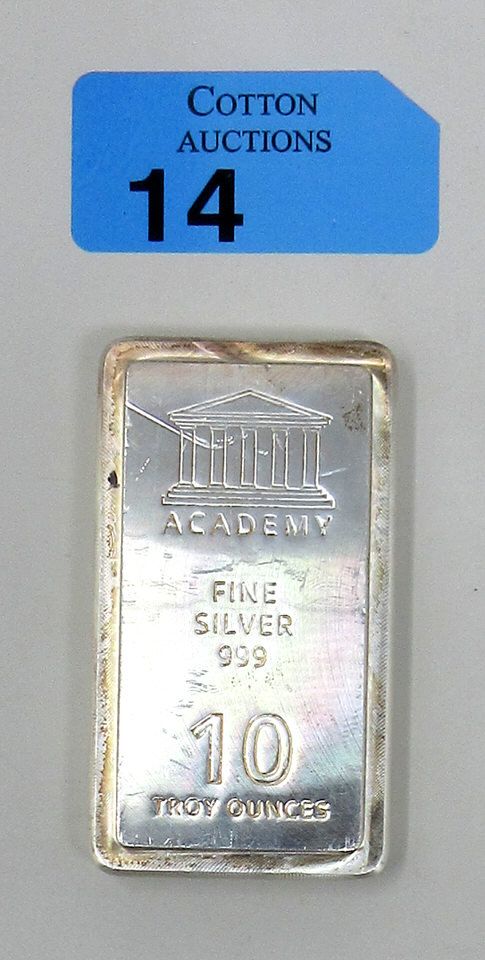 COTTON
AUCTIONS
14
ACADEMY
FINE
SILVER
999
10
TROY OUNCES